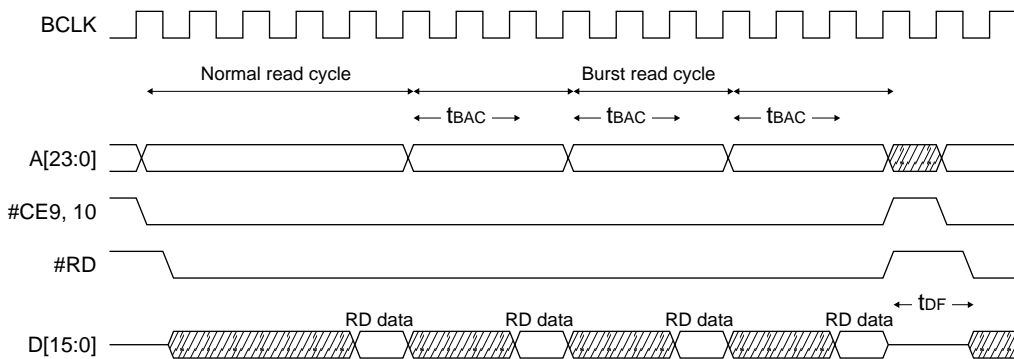 BCLK
Normal read cycle
Burst read cycle
tBAC
tBAC
tBAC
A[23:0]
#CE9, 10
#RD
tDF
RD data
RD data
RD data
RD data
D[15:0]